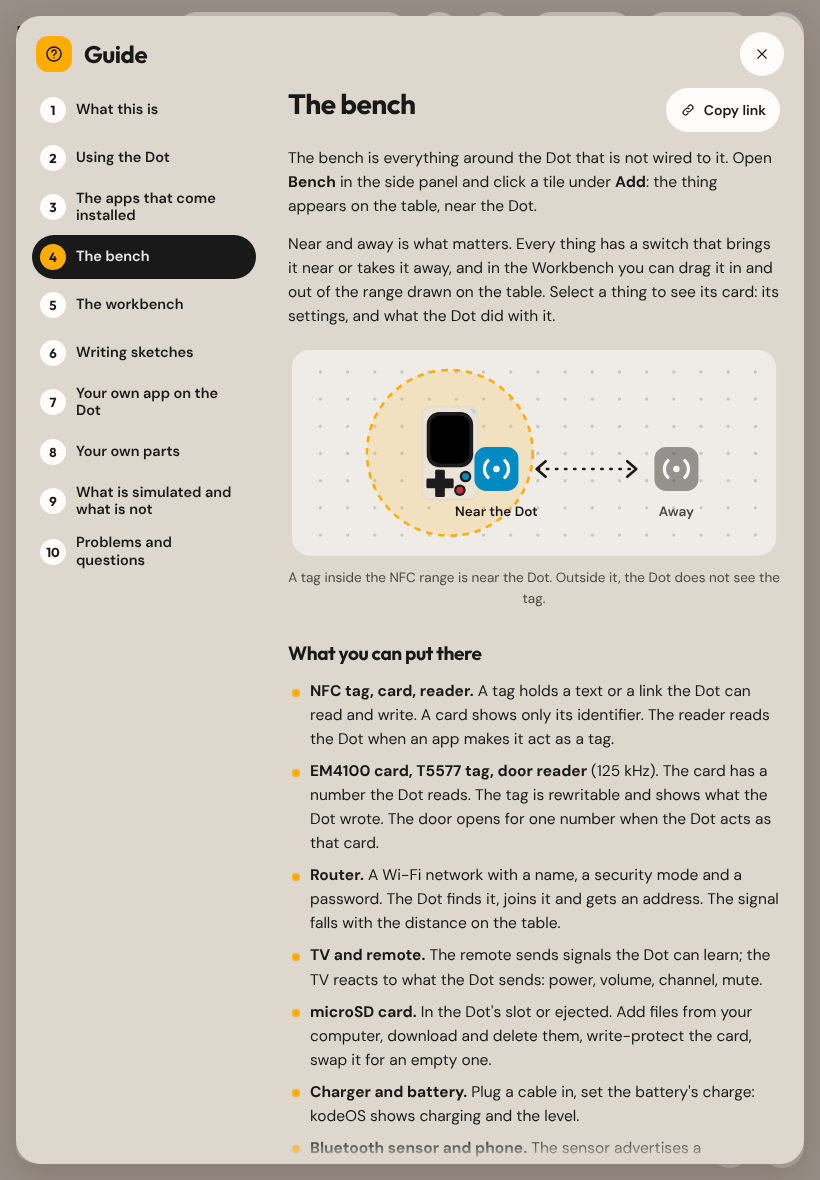 Guide
1 What this is
2 Using the Dot
3 The apps that come
installed
4 The bench
5 The workbench
6 Writing sketches
7 Your own app on the
Dot
8 Your own parts
9 What is simulated and
what is not
10 Problems and
questions
The bench
Copy link
The bench is everything around the Dot that is not wired to it. Open
Bench in the side panel and click a tile under Add: the thing
appears on the table, near the Dot.
Near and away is what matters. Every thing has a switch that brings
it near or takes it away, and in the Workbench you can drag it in and
out of the range drawn on the table. Select a thing to see its card: its
settings, and what the Dot did with it.
Near the Dot
Away
A tag inside the NFC range is near the Dot. Outside it, the Dot does not see the
tag.
What you can put there
NFC tag, card, reader. A tag holds a text or a link the Dot can
read and write. A card shows only its identifier. The reader reads
the Dot when an app makes it act as a tag.
EM4100 card, T5577 tag, door reader (125 kHz). The card has a
number the Dot reads. The tag is rewritable and shows what the
Dot wrote. The door opens for one number when the Dot acts as
that card.
Router. A Wi-Fi network with a name, a security mode and a
password. The Dot finds it, joins it and gets an address. The signal
falls with the distance on the table.
TV and remote. The remote sends signals the Dot can learn; the
TV reacts to what the Dot sends: power, volume, channel, mute.
microSD card. In the Dot's slot or ejected. Add files from your
computer, download and delete them, write-protect the card,
swap it for an empty one.
Charger and battery. Plug a cable in, set the battery's charge:
kodeOS shows charging and the level.
Bluetooth sensor and phone. The sensor advertises a